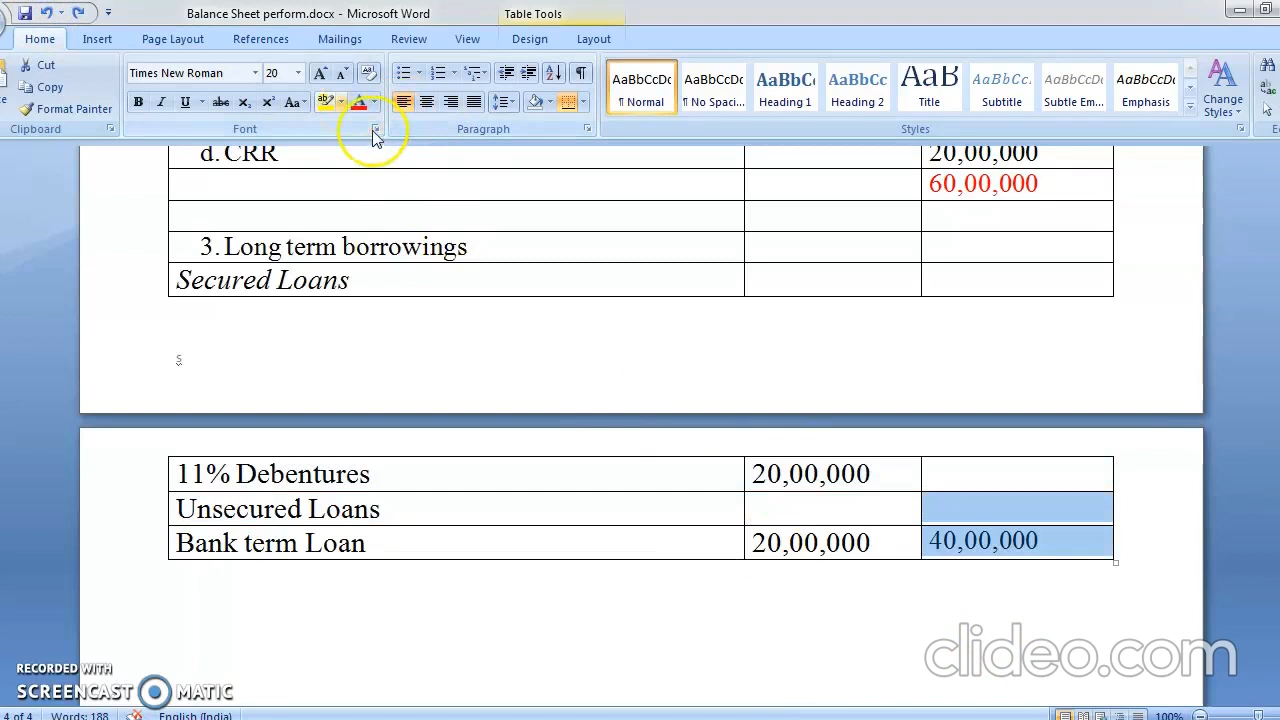 Balance Sheet perform.docx - Microsoft Word
Table Tools
Home Insert Page Layout References Mailings Review View Design Layout
Cut
Copy
Format Painter
Clipboard
Times New Roman 20
Font
Paragraph
AaBbCcDc AaBbCcDc AaBbCc AaBbCc AaB AaBbCc. AaBbCcDc AaBbCcDc
¶ Normal ¶ No Spaci... Heading 1 Heading 2 Title Subtitle Subtle Em... Emphasis
Change
Styles
Styles
d. CRR 20,00,000
60,00,000
3. Long term borrowings
Secured Loans
s
11% Debentures 20,00,000
Unsecured Loans
Bank term Loan 20,00,000 40,00,000
clideo.com
RECORDED WITH
SCREENCAST MATIC
4 of 4 Words: 188 English (India) 100%